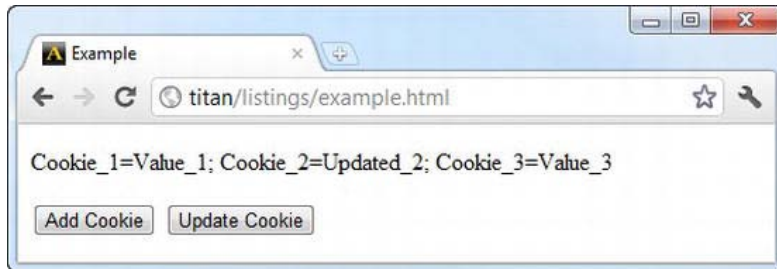 Example
titan/listings/example.html
Cookie_1=Value_1; Cookie_2=Updated_2; Cookie_3=Value_3
Add Cookie Update Cookie